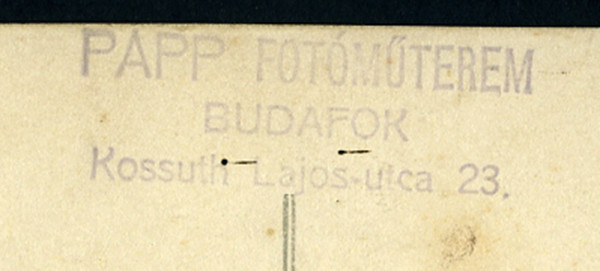 PAPP FOTÓMŰTEREM
BUDAFOK
Kossuth Lajos-utca 23.